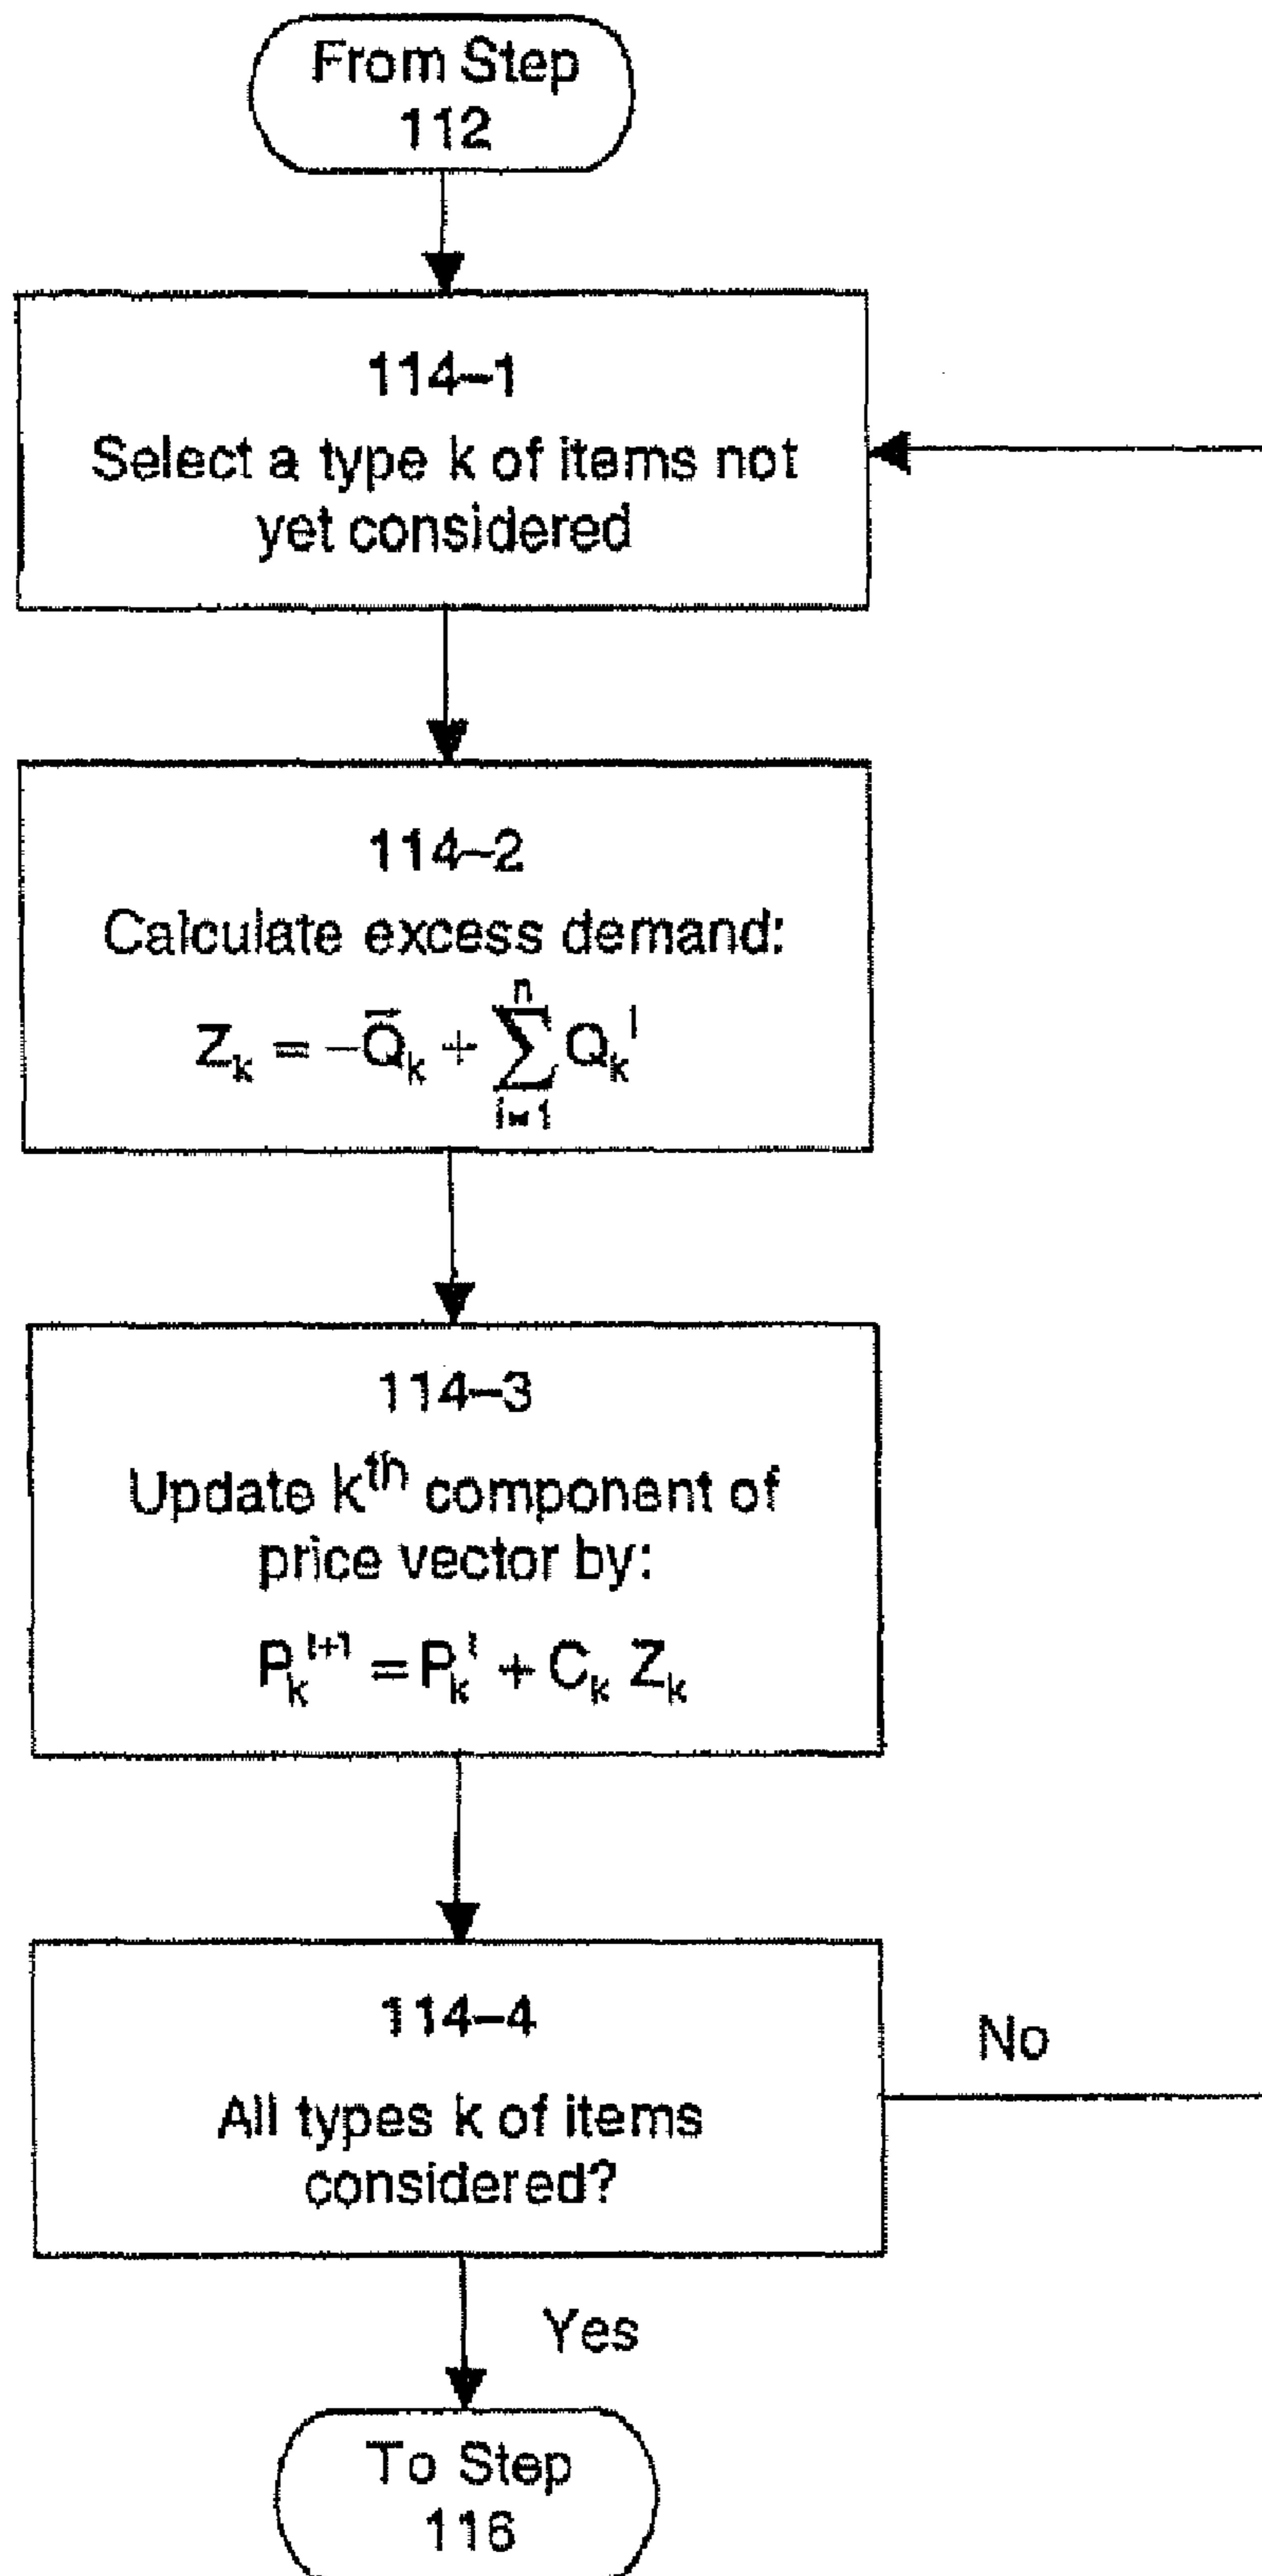 From Step
112
114–1
Select a type k of items not
yet considered
114–2
Calculate excess demand:
Z_k = −Q̄_k + ∑_{i=1}^{n} Q_k^i
114–3
Update k^th component of
price vector by:
P_k^{t+1} = P_k^t + C_k Z_k
114–4
All types k of items
considered?
No
Yes
To Step
116